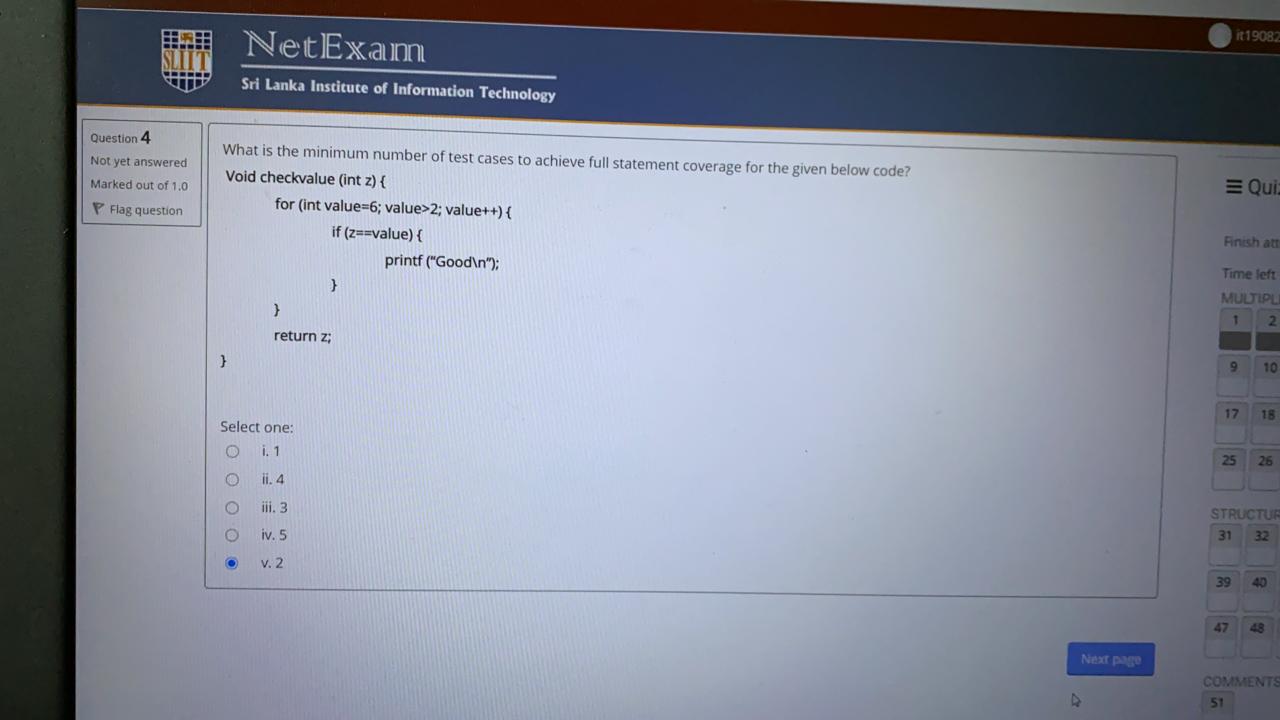 SLIIT
NetExam
Sri Lanka Institute of Information Technology
it19082
Question 4
Not yet answered
Marked out of 1.0
Flag question
What is the minimum number of test cases to achieve full statement coverage for the given below code?
Void checkvalue (int z) {
for (int value=6; value>2; value++) {
if (z==value) {
printf (“Good\n”);
}
}
return z;
}
Select one:
i. 1
ii. 4
iii. 3
iv. 5
v. 2
Next page
Qui
Finish att
Time left
MULTIPL
1 2
9 10
17 18
25 26
STRUCTUR
31 32
39 40
47 48
COMMENTS
51